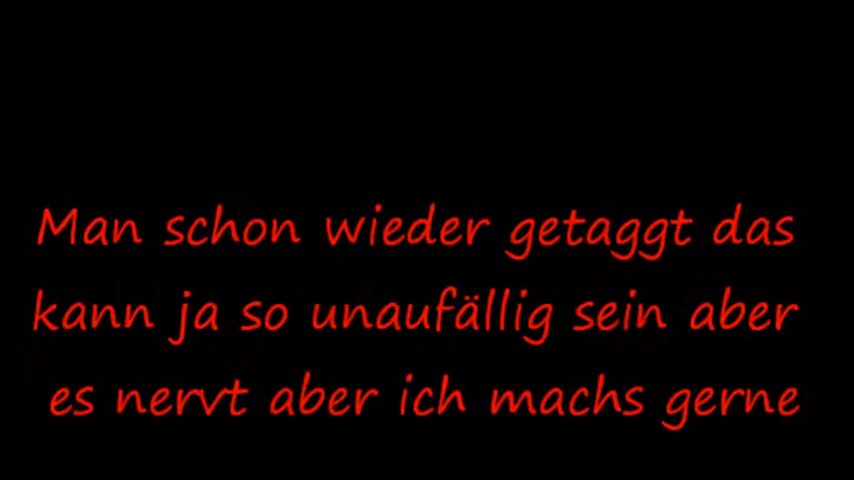 Man schon wieder getaggt das
kann ja so unaufällig sein aber
es nervt aber ich machs gerne